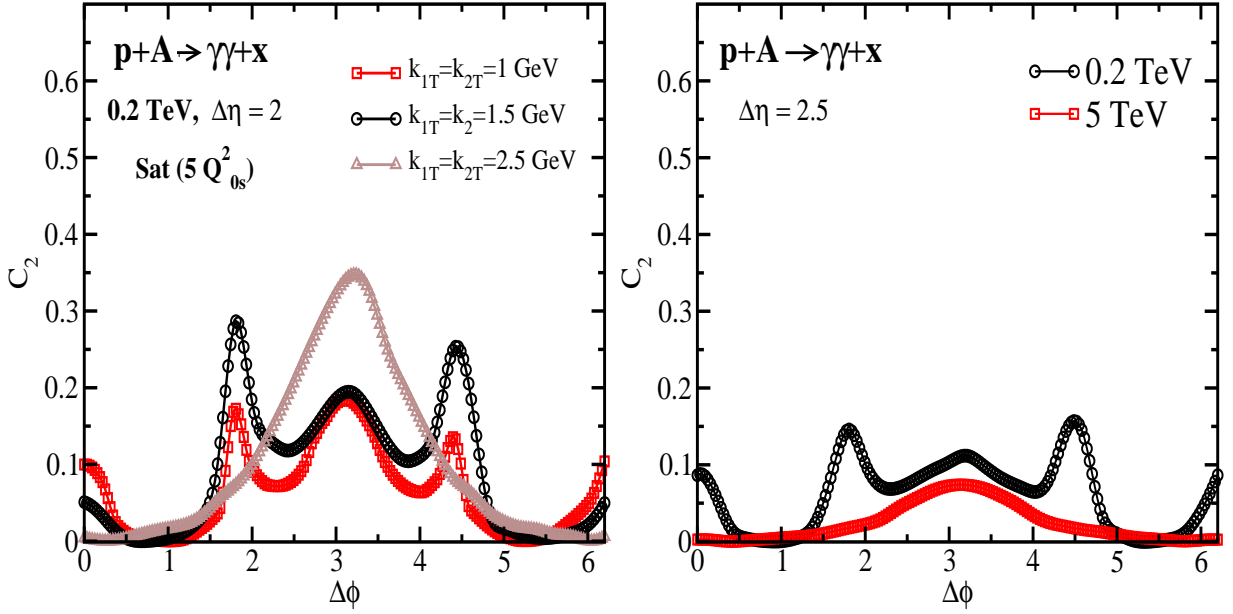 p+A→γγ+x
0.2 TeV, Δη = 2
Sat (5 Q²₀ₛ)
k₁T=k₂T=1 GeV
k₁T=k₂=1.5 GeV
k₁T=k₂T=2.5 GeV
C₂
0.6
0.5
0.4
0.3
0.2
0.1
0
0 1 2 3 4 5 6
Δϕ
p+A→γγ+x
Δη = 2.5
0.2 TeV
5 TeV
C₂
0.6
0.5
0.4
0.3
0.2
0.1
0
0 1 2 3 4 5 6
Δϕ